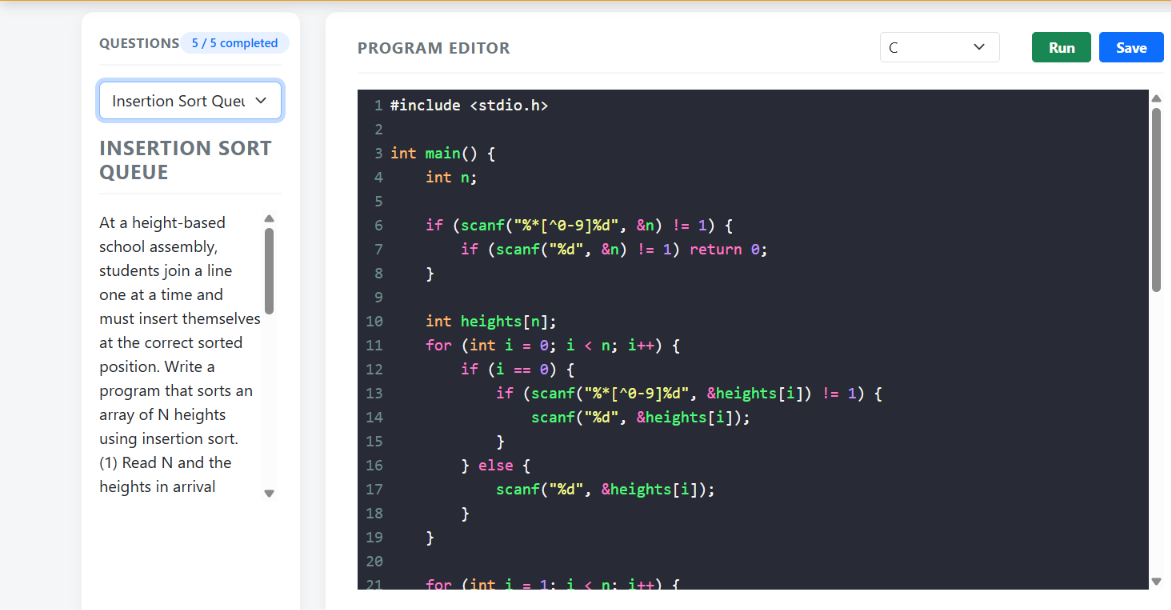 QUESTIONS 5 / 5 completed
Insertion Sort Queu
INSERTION SORT
QUEUE
At a height-based
school assembly,
students join a line
one at a time and
must insert themselves
at the correct sorted
position. Write a
program that sorts an
array of N heights
using insertion sort.
(1) Read N and the
heights in arrival
PROGRAM EDITOR
C
Run
Save
1 #include <stdio.h>
2
3 int main() {
4     int n;
5
6     if (scanf("%*[^0-9]%d", &n) != 1) {
7         if (scanf("%d", &n) != 1) return 0;
8     }
9
10     int heights[n];
11     for (int i = 0; i < n; i++) {
12         if (i == 0) {
13             if (scanf("%*[^0-9]%d", &heights[i]) != 1) {
14                 scanf("%d", &heights[i]);
15             }
16         } else {
17             scanf("%d", &heights[i]);
18         }
19     }
20
21     for (int i = 1; i < n; i++) {